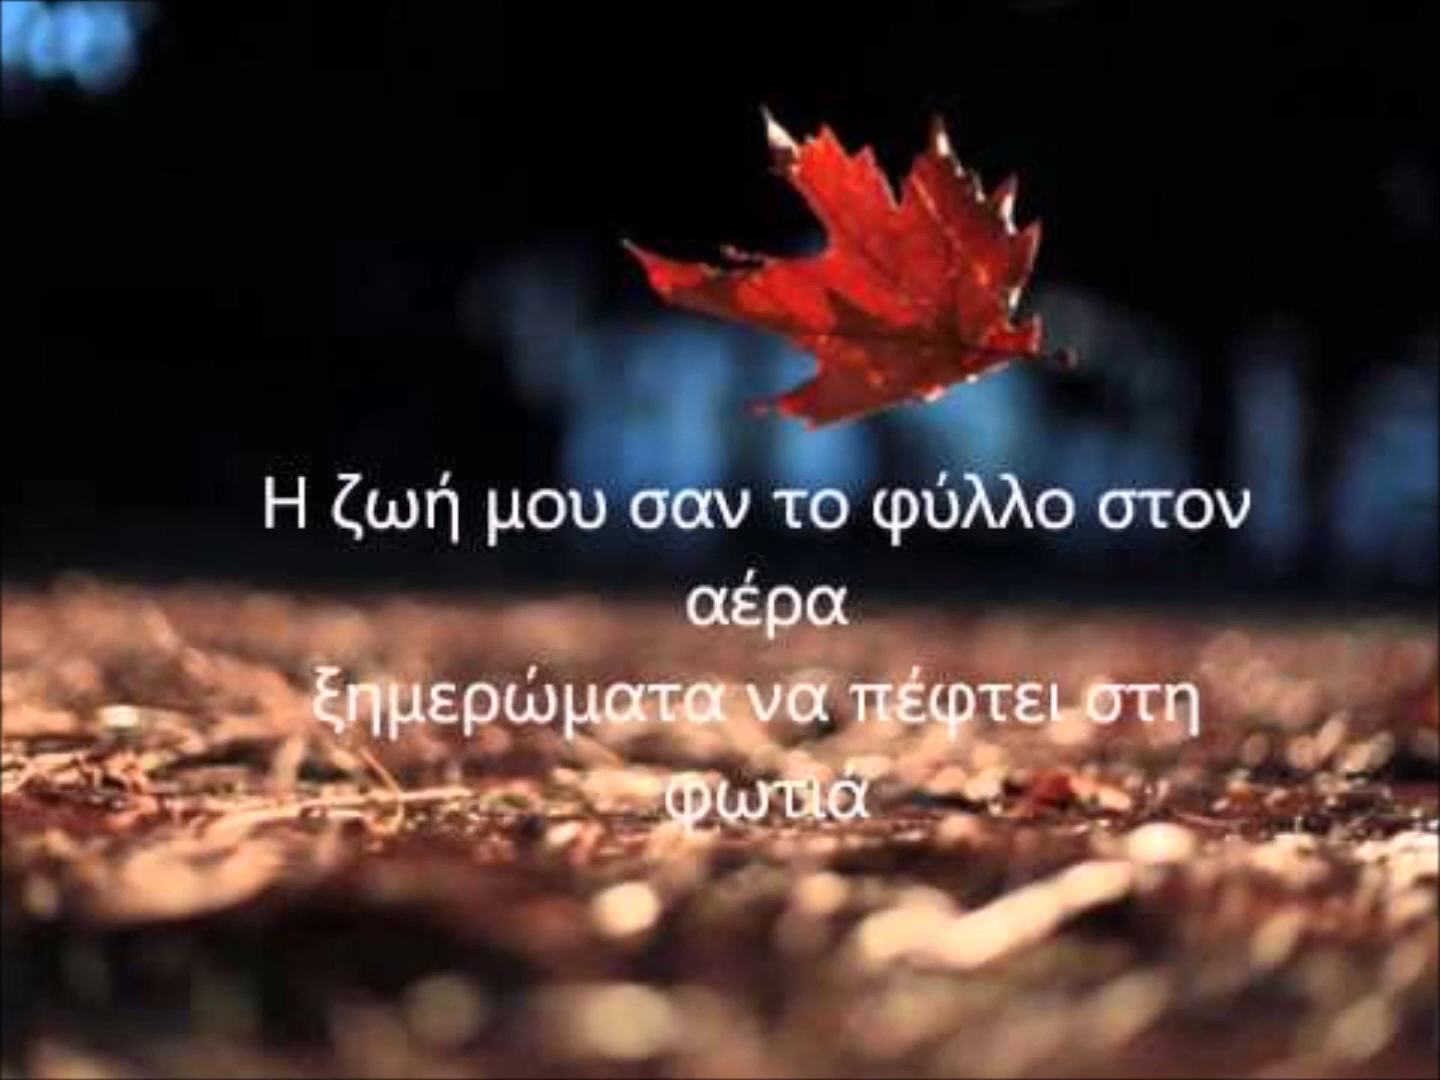 Η ζωή μου σαν το φύλλο στον
αέρα
ξημερώματα να πέφτει στη
φωτιά